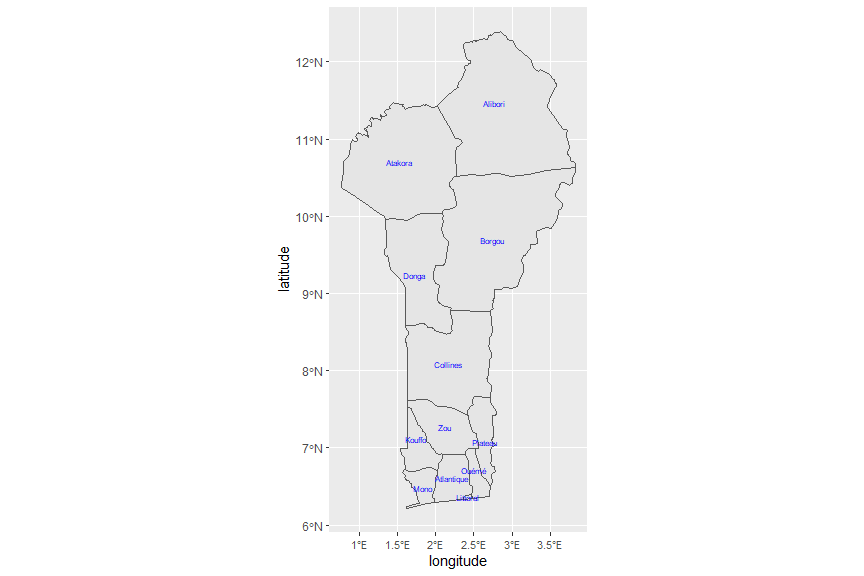 12°N
Alibori
11°N
Atakora
10°N
Borgou
Donga
9°N
Collines
8°N
Zou
Kouffo
Plateau
7°N
Ouémé
Atlantique
Mono
Littoral
6°N
1°E 1.5°E 2°E 2.5°E 3°E 3.5°E
longitude
latitude